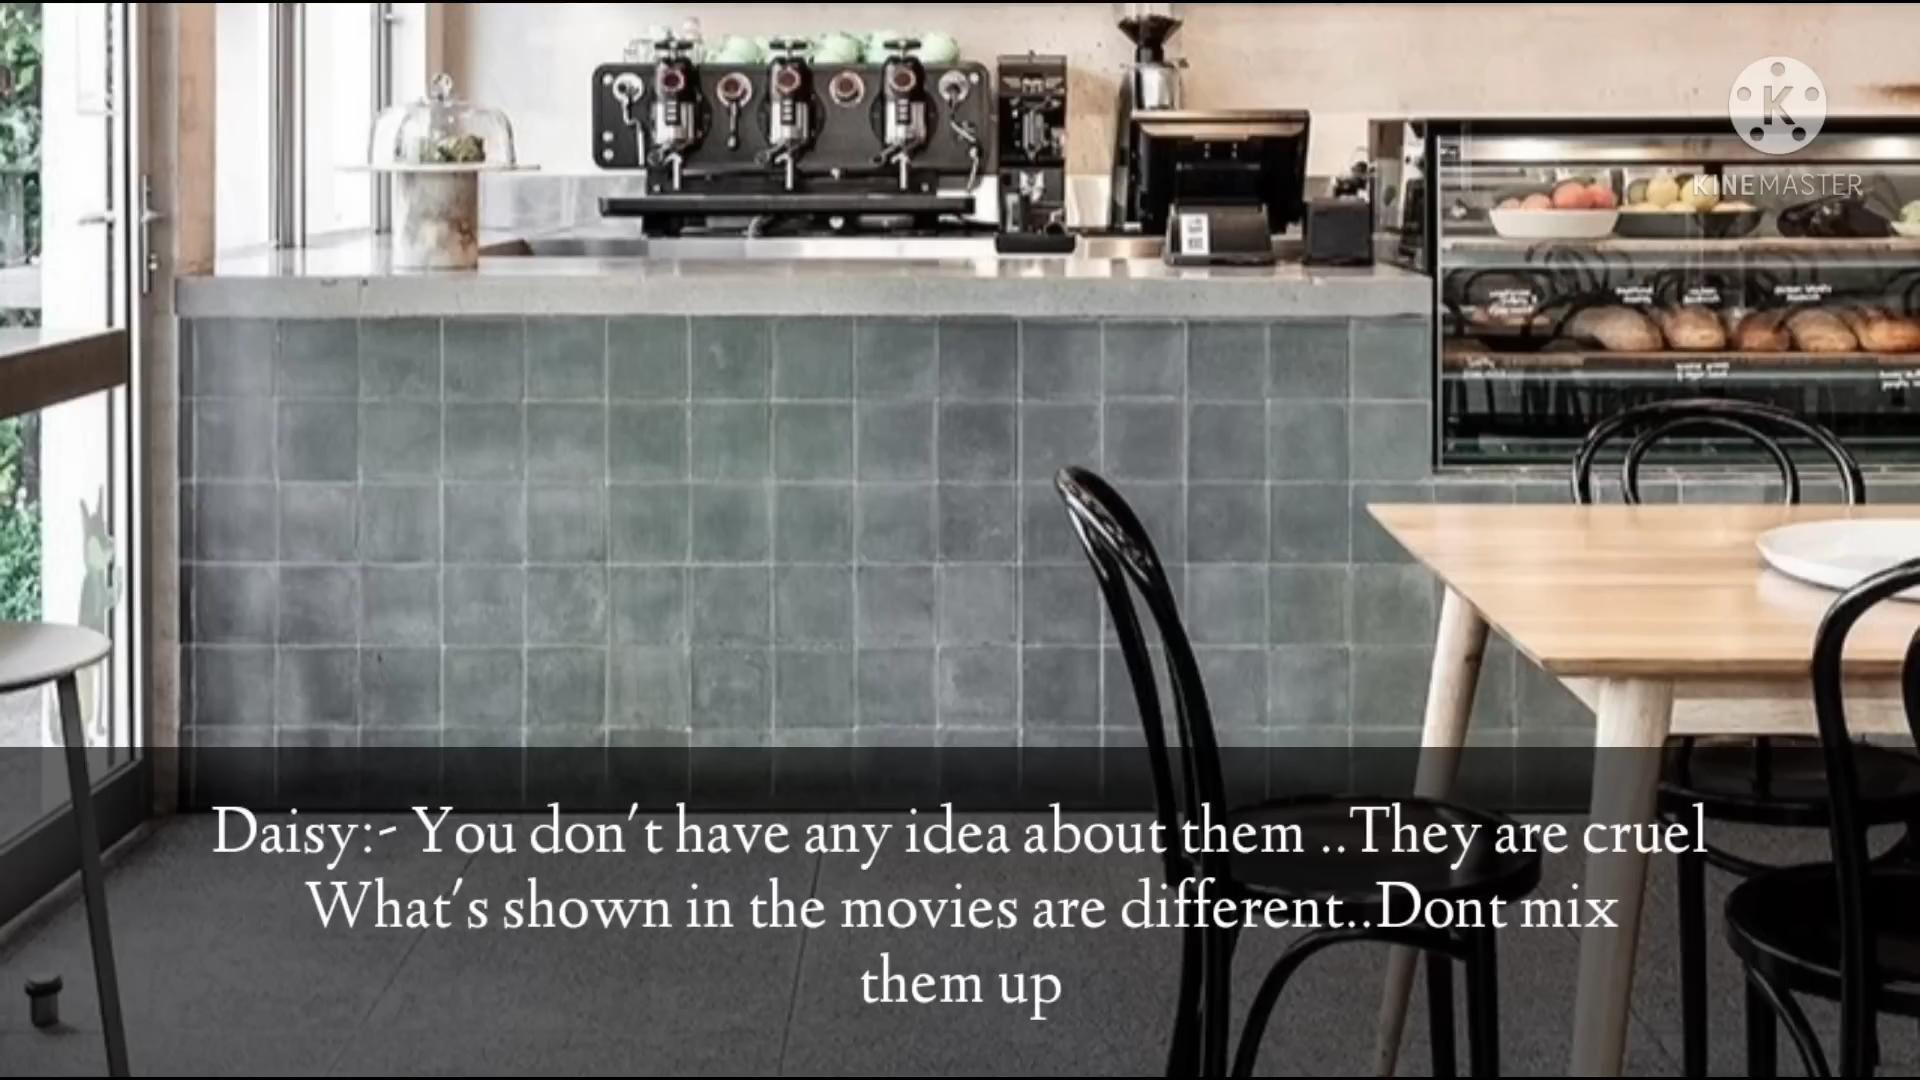 KINEMASTER
Daisy:- You don't have any idea about them ..They are cruel
What's shown in the movies are different..Dont mix
them up